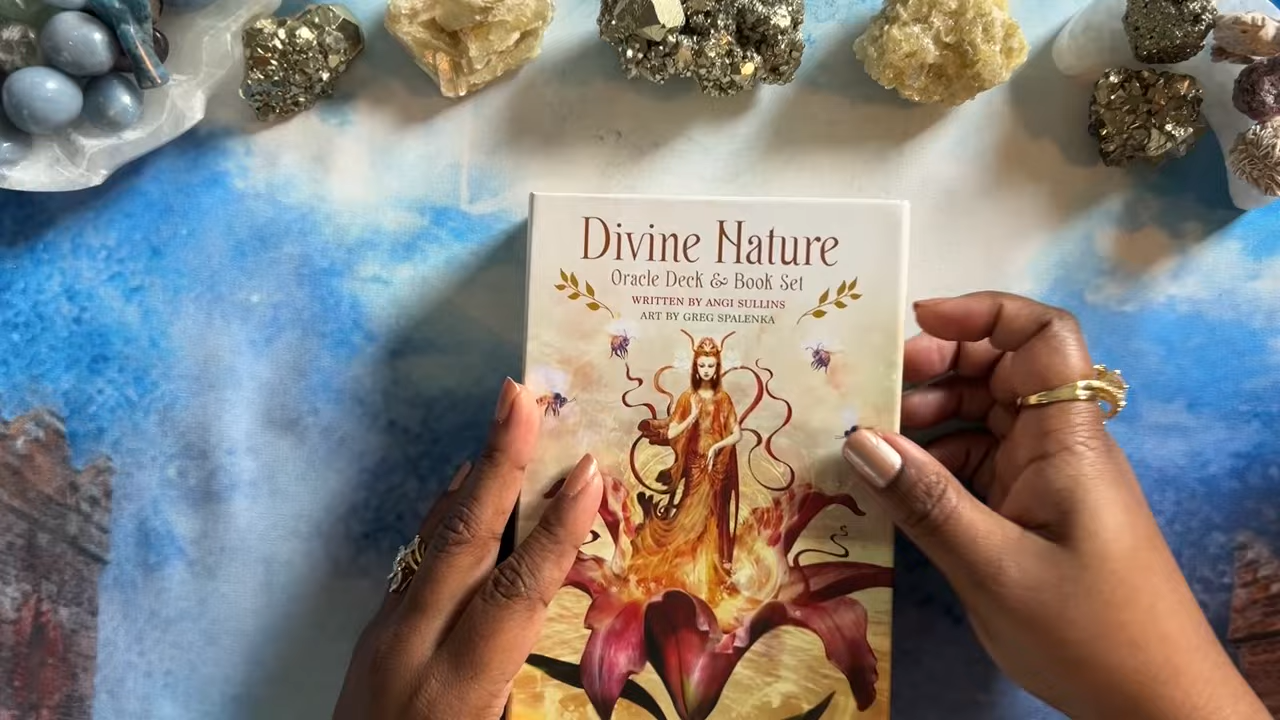 Divine Nature
Oracle Deck & Book Set
WRITTEN BY ANGI SULLINS
ART BY GREG SPALENKA